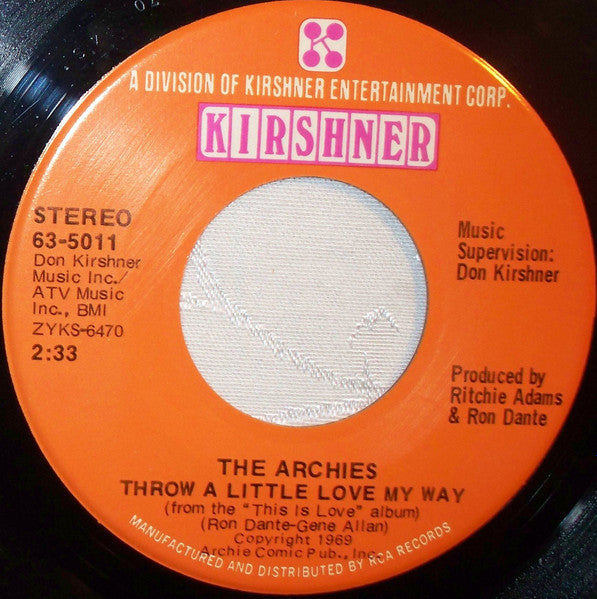 K
A DIVISION OF KIRSHNER ENTERTAINMENT CORP.
KIRSHNER
STEREO
63-5011
Don Kirshner
Music Inc./
ATV Music
Inc., BMI
ZYKS-6470
2:33
Music
Supervision:
Don Kirshner
Produced by
Ritchie Adams
& Ron Dante
THE ARCHIES
THROW A LITTLE LOVE MY WAY
(from the "This Is Love" album)
(Ron Dante-Gene Allan)
Copyright 1969
Archie Comic Pub., Inc.
MANUFACTURED AND DISTRIBUTED BY RCA RECORDS